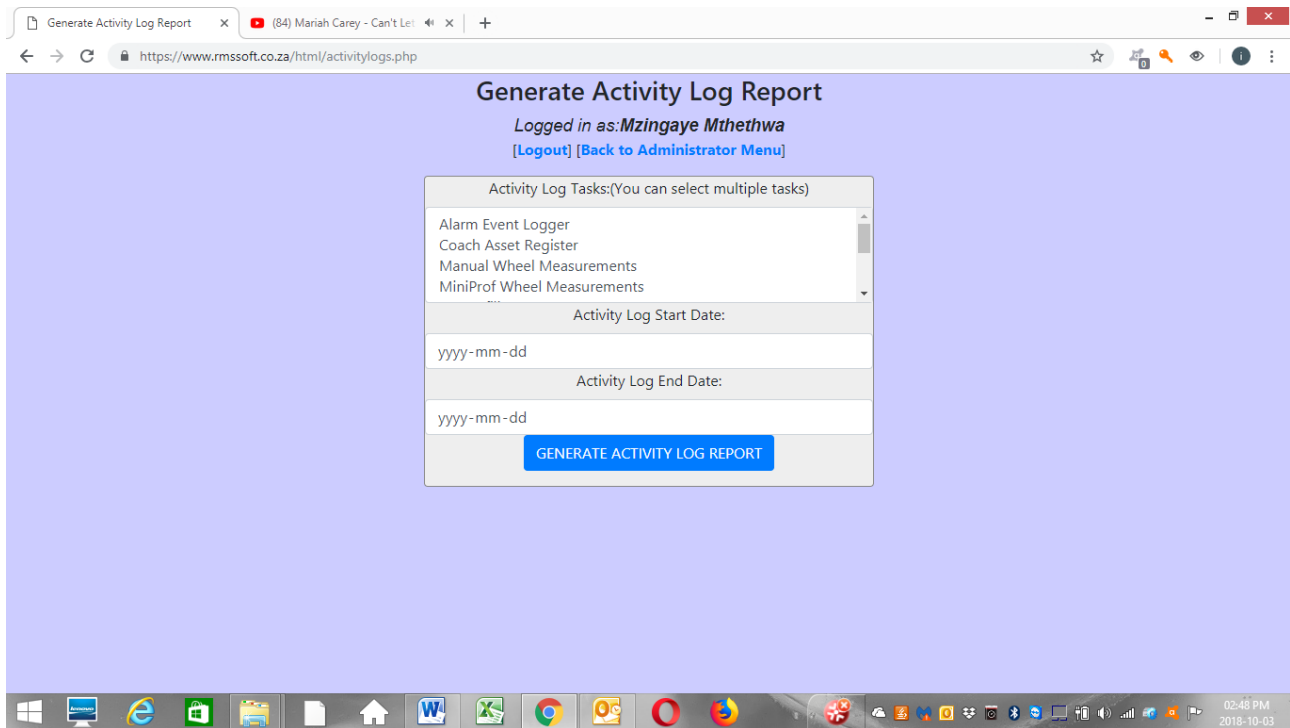 Generate Activity Log Report
(84) Mariah Carey - Can't Let
https://www.rmssoft.co.za/html/activitylogs.php
0
i
Generate Activity Log Report
Logged in as:Mzingaye Mthethwa
[Logout] [Back to Administrator Menu]
Activity Log Tasks:(You can select multiple tasks)
Alarm Event Logger
Coach Asset Register
Manual Wheel Measurements
MiniProf Wheel Measurements
Activity Log Start Date:
yyyy-mm-dd
Activity Log End Date:
yyyy-mm-dd
GENERATE ACTIVITY LOG REPORT
02:48 PM
2018-10-03